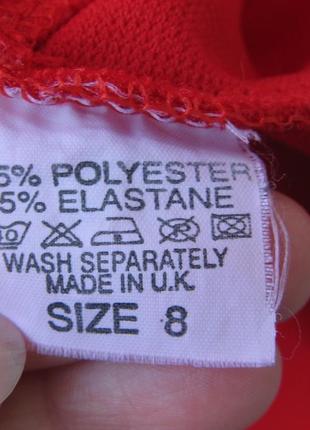 5% POLYESTER
5% ELASTANE
WASH SEPARATELY
MADE IN U.K.
SIZE 8